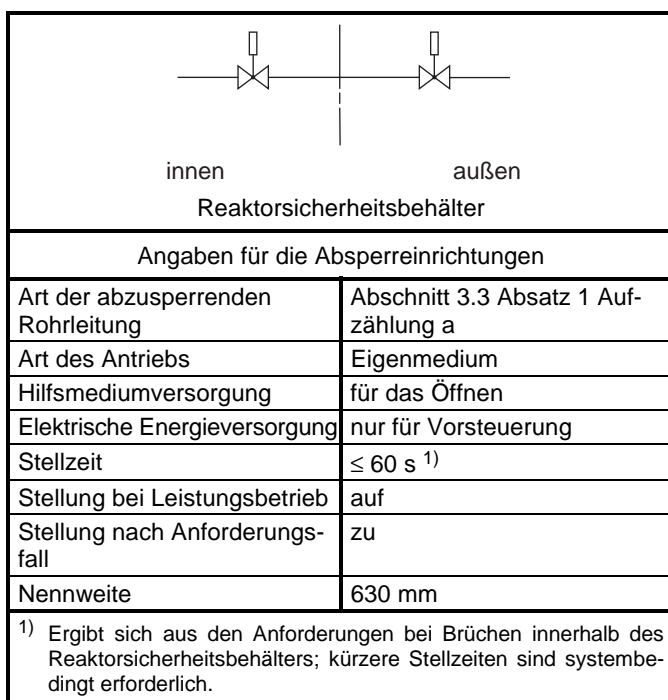 innen außen
Reaktorsicherheitsbehälter
Angaben für die Absperreinrichtungen
Art der abzusperrenden Rohrleitung
Abschnitt 3.3 Absatz 1 Auf-
zählung a
Art des Antriebs Eigenmedium
Hilfsmediumversorgung für das Öffnen
Elektrische Energieversorgung nur für Vorsteuerung
Stellzeit ≤ 60 s 1)
Stellung bei Leistungsbetrieb auf
Stellung nach Anforderungs-
fall
zu
Nennweite 630 mm
1) Ergibt sich aus den Anforderungen bei Brüchen innerhalb des
Reaktorsicherheitsbehälters; kürzere Stellzeiten sind systembe-
dingt erforderlich.